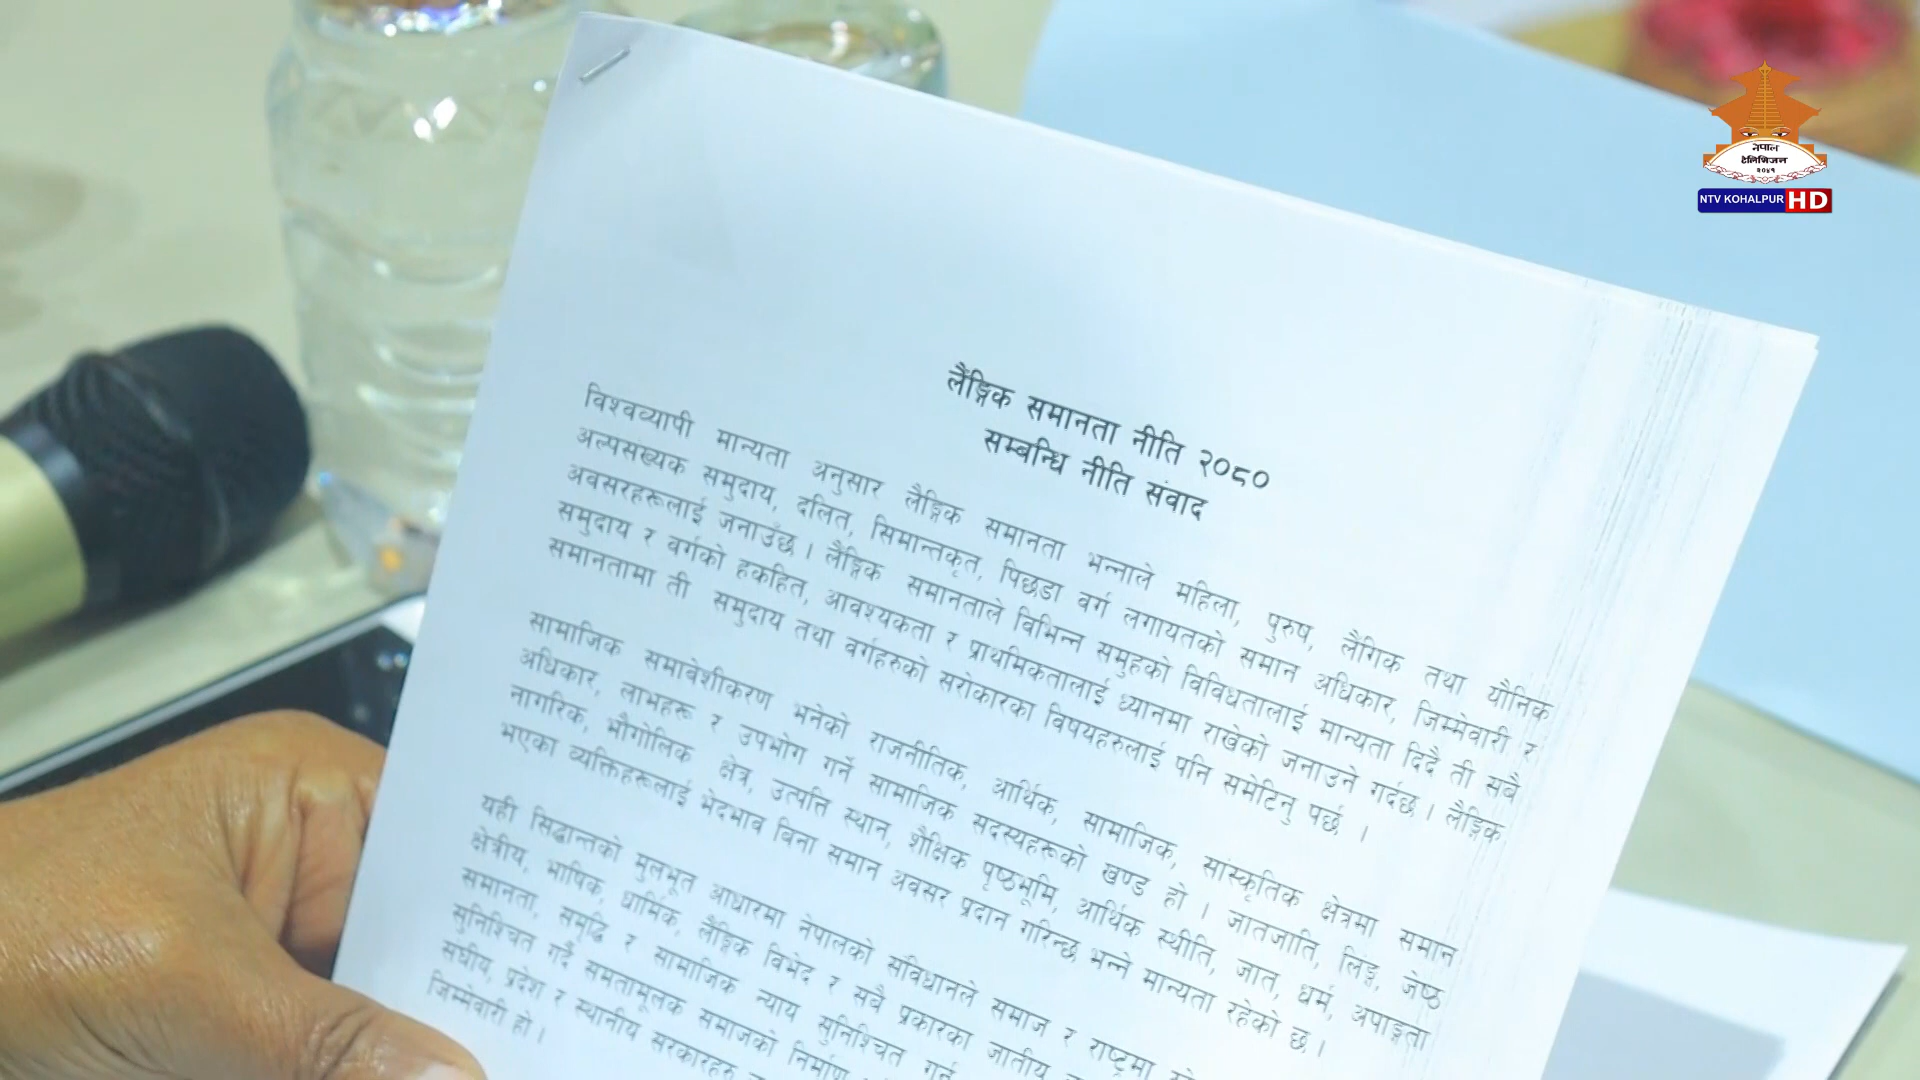 नेपाल
टेलिभिजन
२०४१
NTV KOHALPUR HD
लैङ्गिक समानता नीति २०८०
सम्बन्धि नीति संवाद
विश्वव्यापी मान्यता अनुसार लैङ्गिक समानता भन्नाले महिला, पुरुष, लैंगिक तथा यौनिक
अल्पसंख्यक समुदाय, दलित, सिमान्तकृत, पिछडा वर्ग लगायतको समान अधिकार, जिम्मेवारी र
अवसरहरूलाई जनाउँछ । लैङ्गिक समानताले विभिन्न समुहको विविधतालाई मान्यता दिदै ती सबै
समुदाय र वर्गको हकहित, आवश्यकता र प्राथमिकतालाई ध्यानमा राखेको जनाउने गर्दछ । लैङ्गिक
समानतामा ती समुदाय तथा वर्गहरुको सरोकारका विषयहरुलाई पनि समेटिनु पर्छ ।
सामाजिक समावेशीकरण भनेको राजनीतिक, आर्थिक, सामाजिक, सांस्कृतिक क्षेत्रमा समान
अधिकार, लाभहरू र उपभोग गर्ने सामाजिक सदस्यहरूको खण्ड हो । जातजाति, लिङ्ग, जेष्ठ
नागरिक, भौगोलिक क्षेत्र, उत्पत्ति स्थान, शैक्षिक पृष्ठभूमि, आर्थिक स्थीति, जात, धर्म, अपाङ्गता
भएका व्यक्तिहरूलाई भेदभाव बिना समान अवसर प्रदान गरिन्छ भन्ने मान्यता रहेको छ ।
यही सिद्धान्तको मुलभूत आधारमा नेपालको संविधानले समाज र राष्ट्रमा
क्षेत्रीय, भाषिक, धार्मिक, लैङ्गिक विभेद र सबै प्रकारका जातीय
समानता, समृद्धि र सामाजिक न्याय सुनिश्चित गर्न
सुनिश्चित गर्दै समतामूलक समाजको निर्माण
संघीय, प्रदेश र स्थानीय सरकारहरु
जिम्मेवारी हो ।